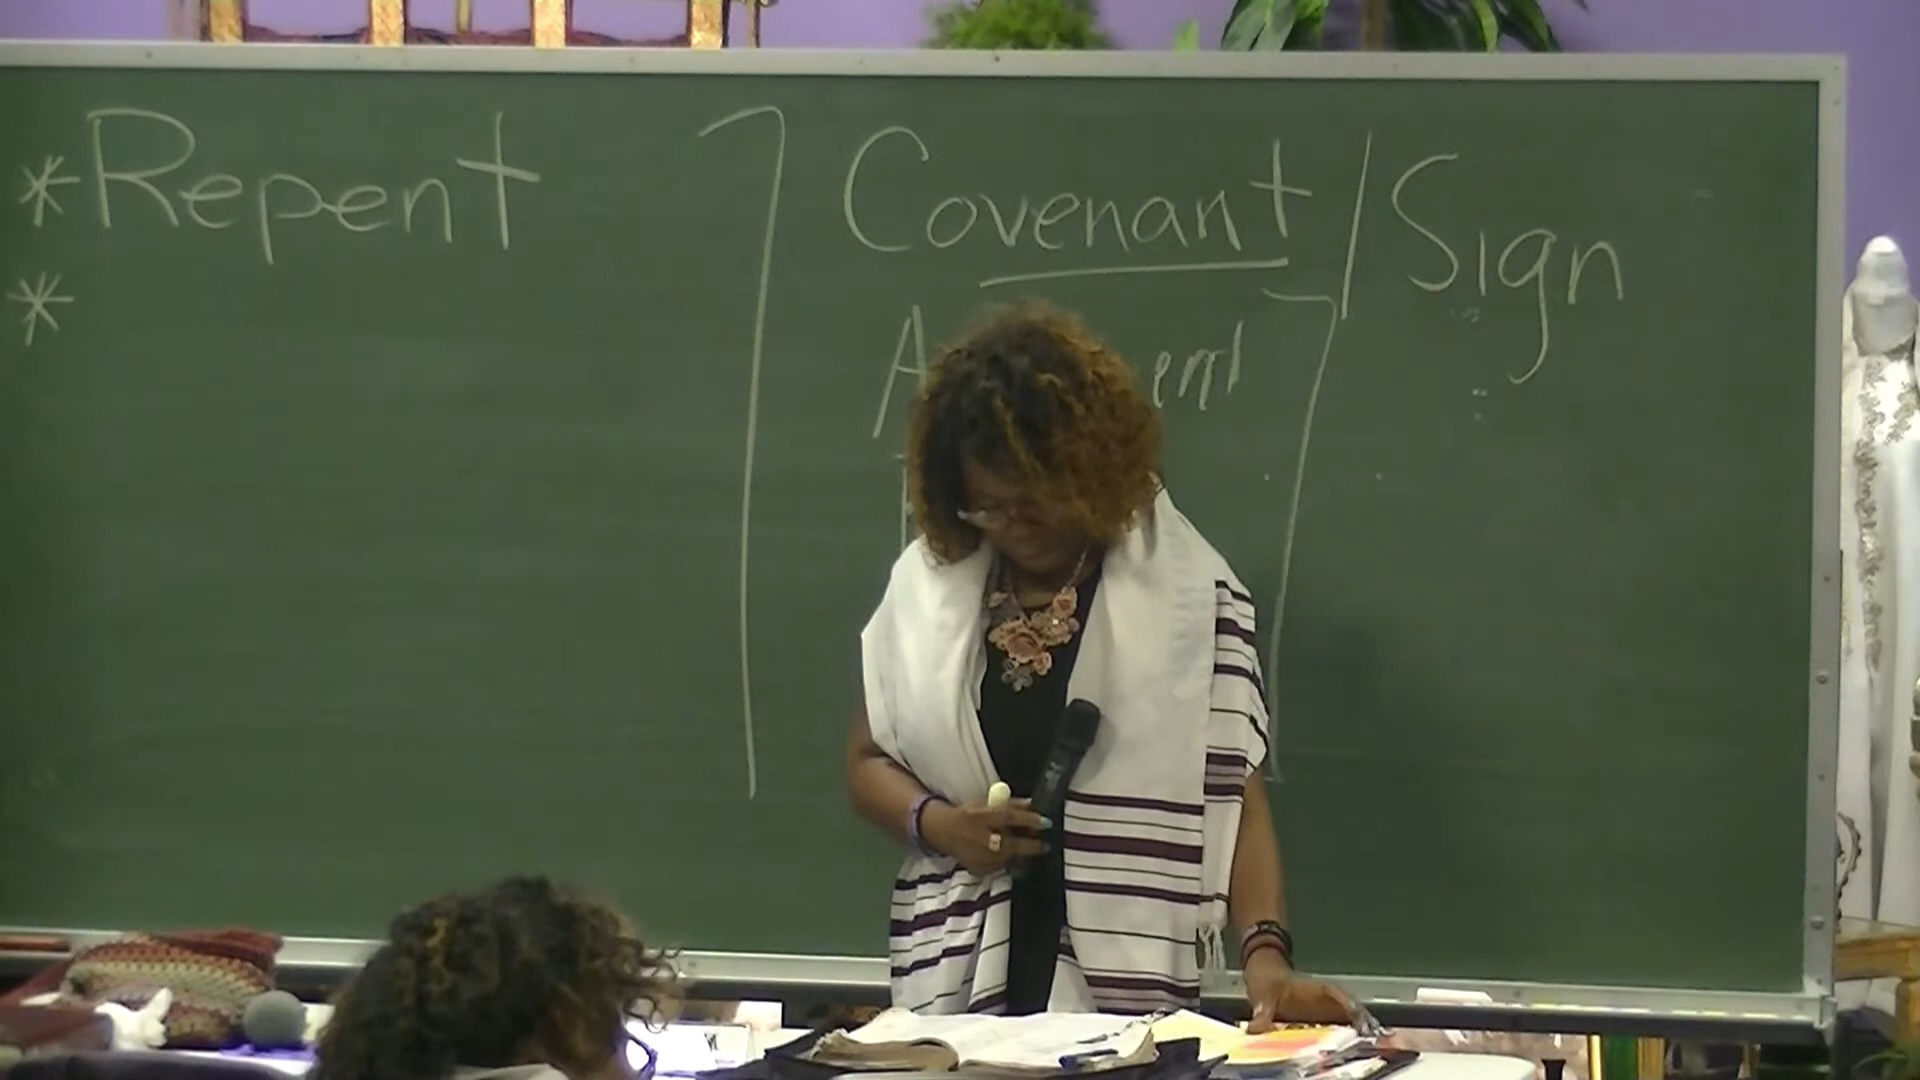 * Repent
Covenant / Sign
*